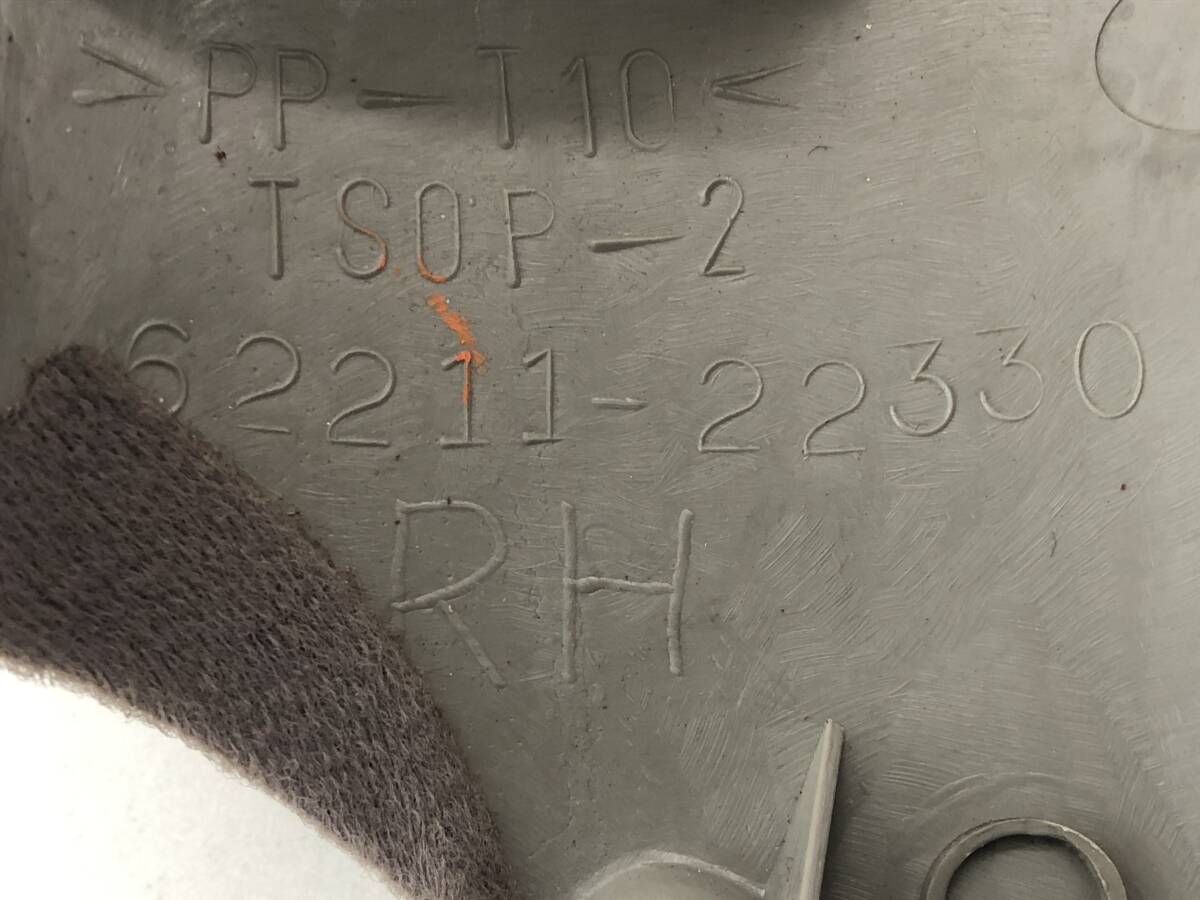 >PP-T10<
TSOP-2
62211-22330
RH